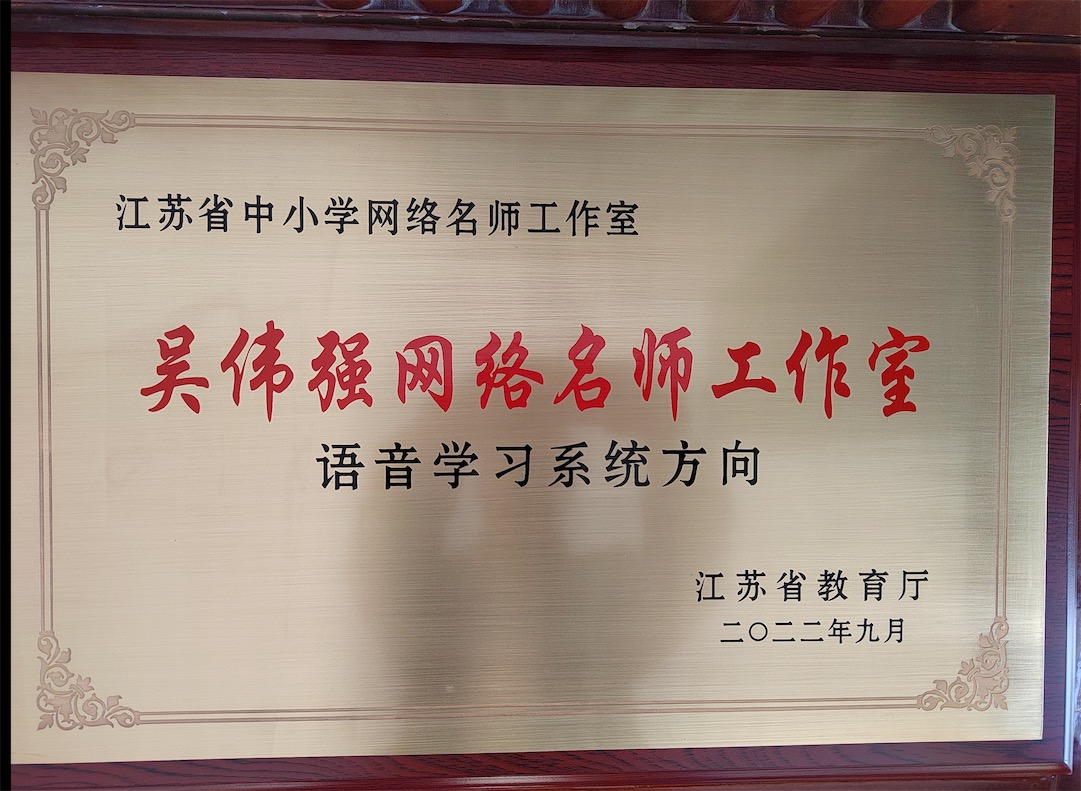 江苏省中小学网络名师工作室
吴伟强网络名师工作室
语音学习系统方向
江苏省教育厅
二〇二二年九月